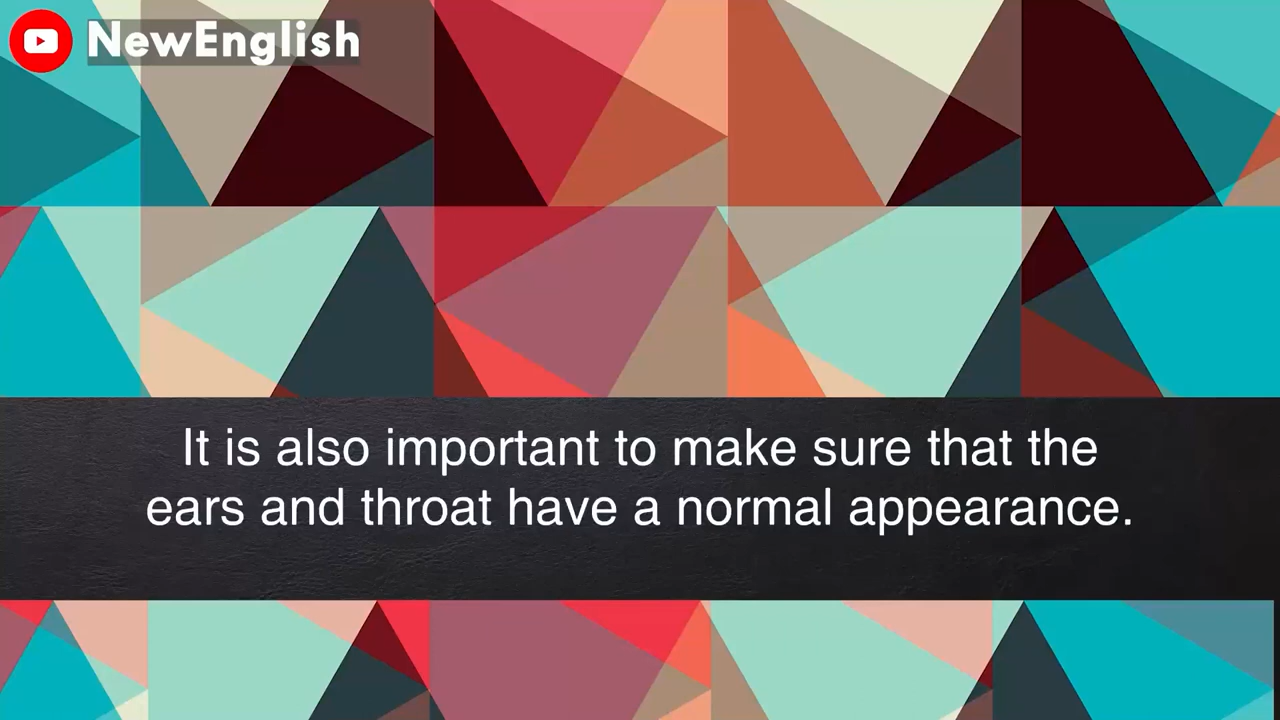 NewEnglish
It is also important to make sure that the
ears and throat have a normal appearance.